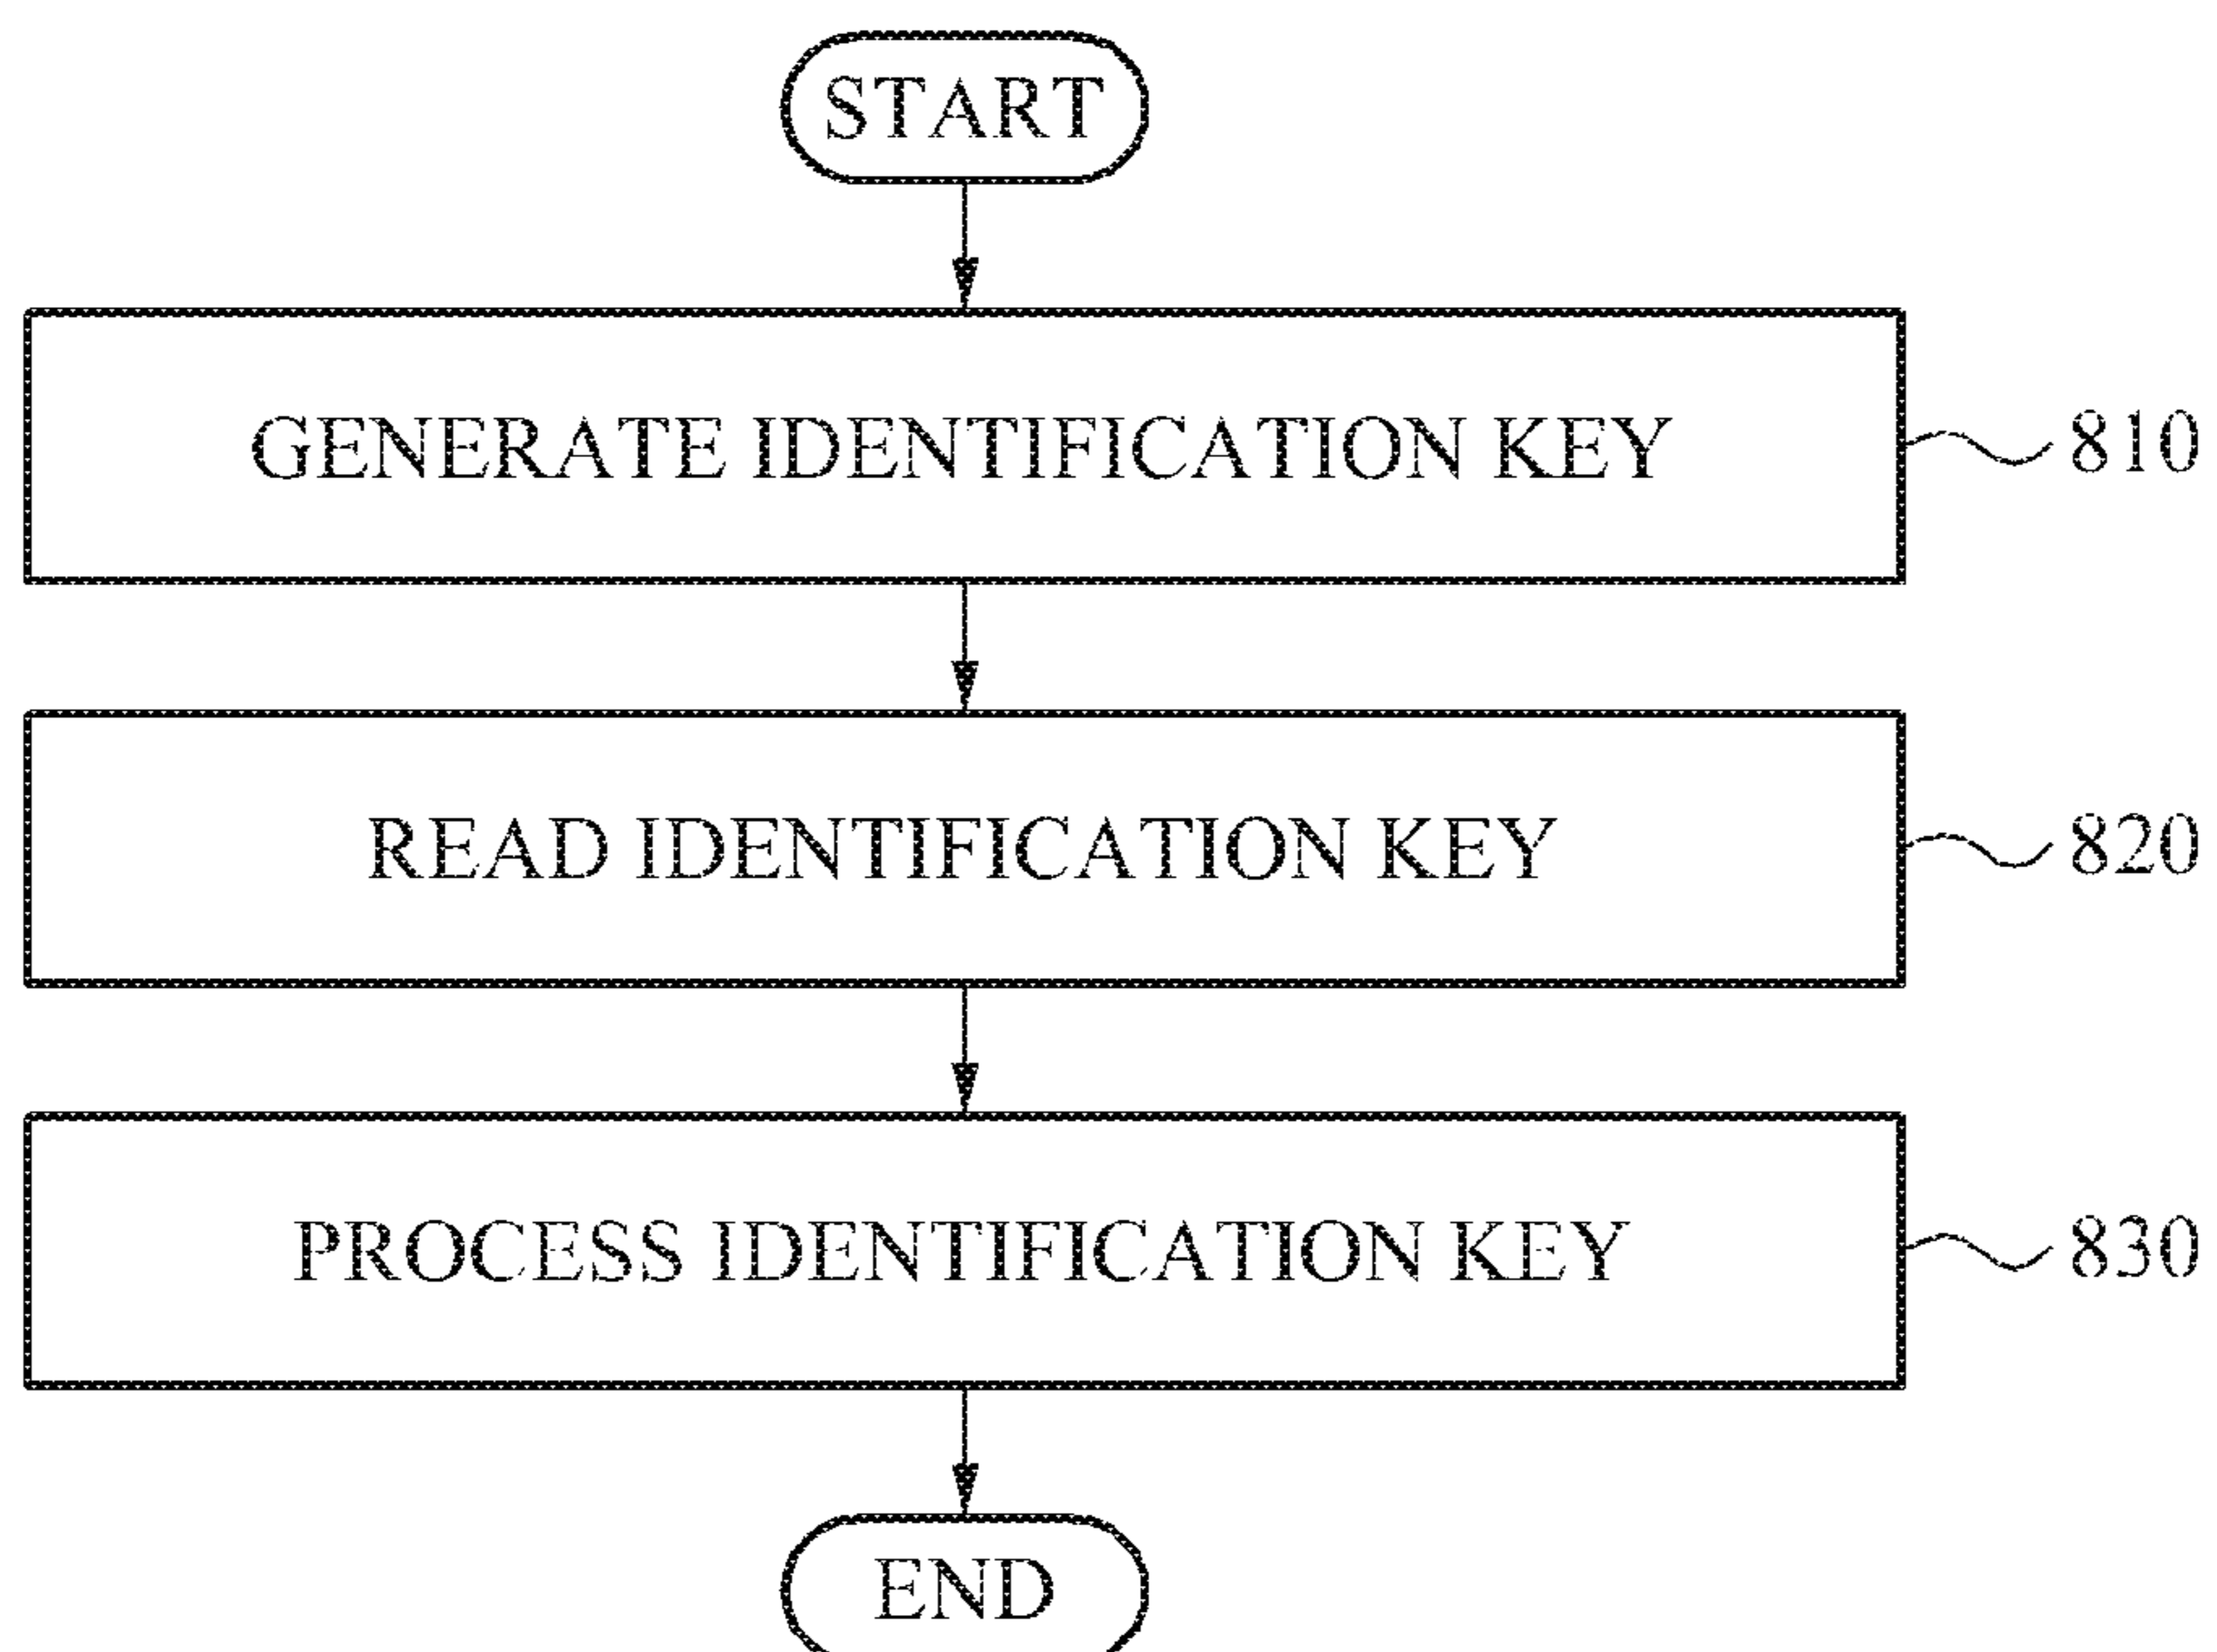 START
GENERATE IDENTIFICATION KEY
810
READ IDENTIFICATION KEY
820
PROCESS IDENTIFICATION KEY
830
END